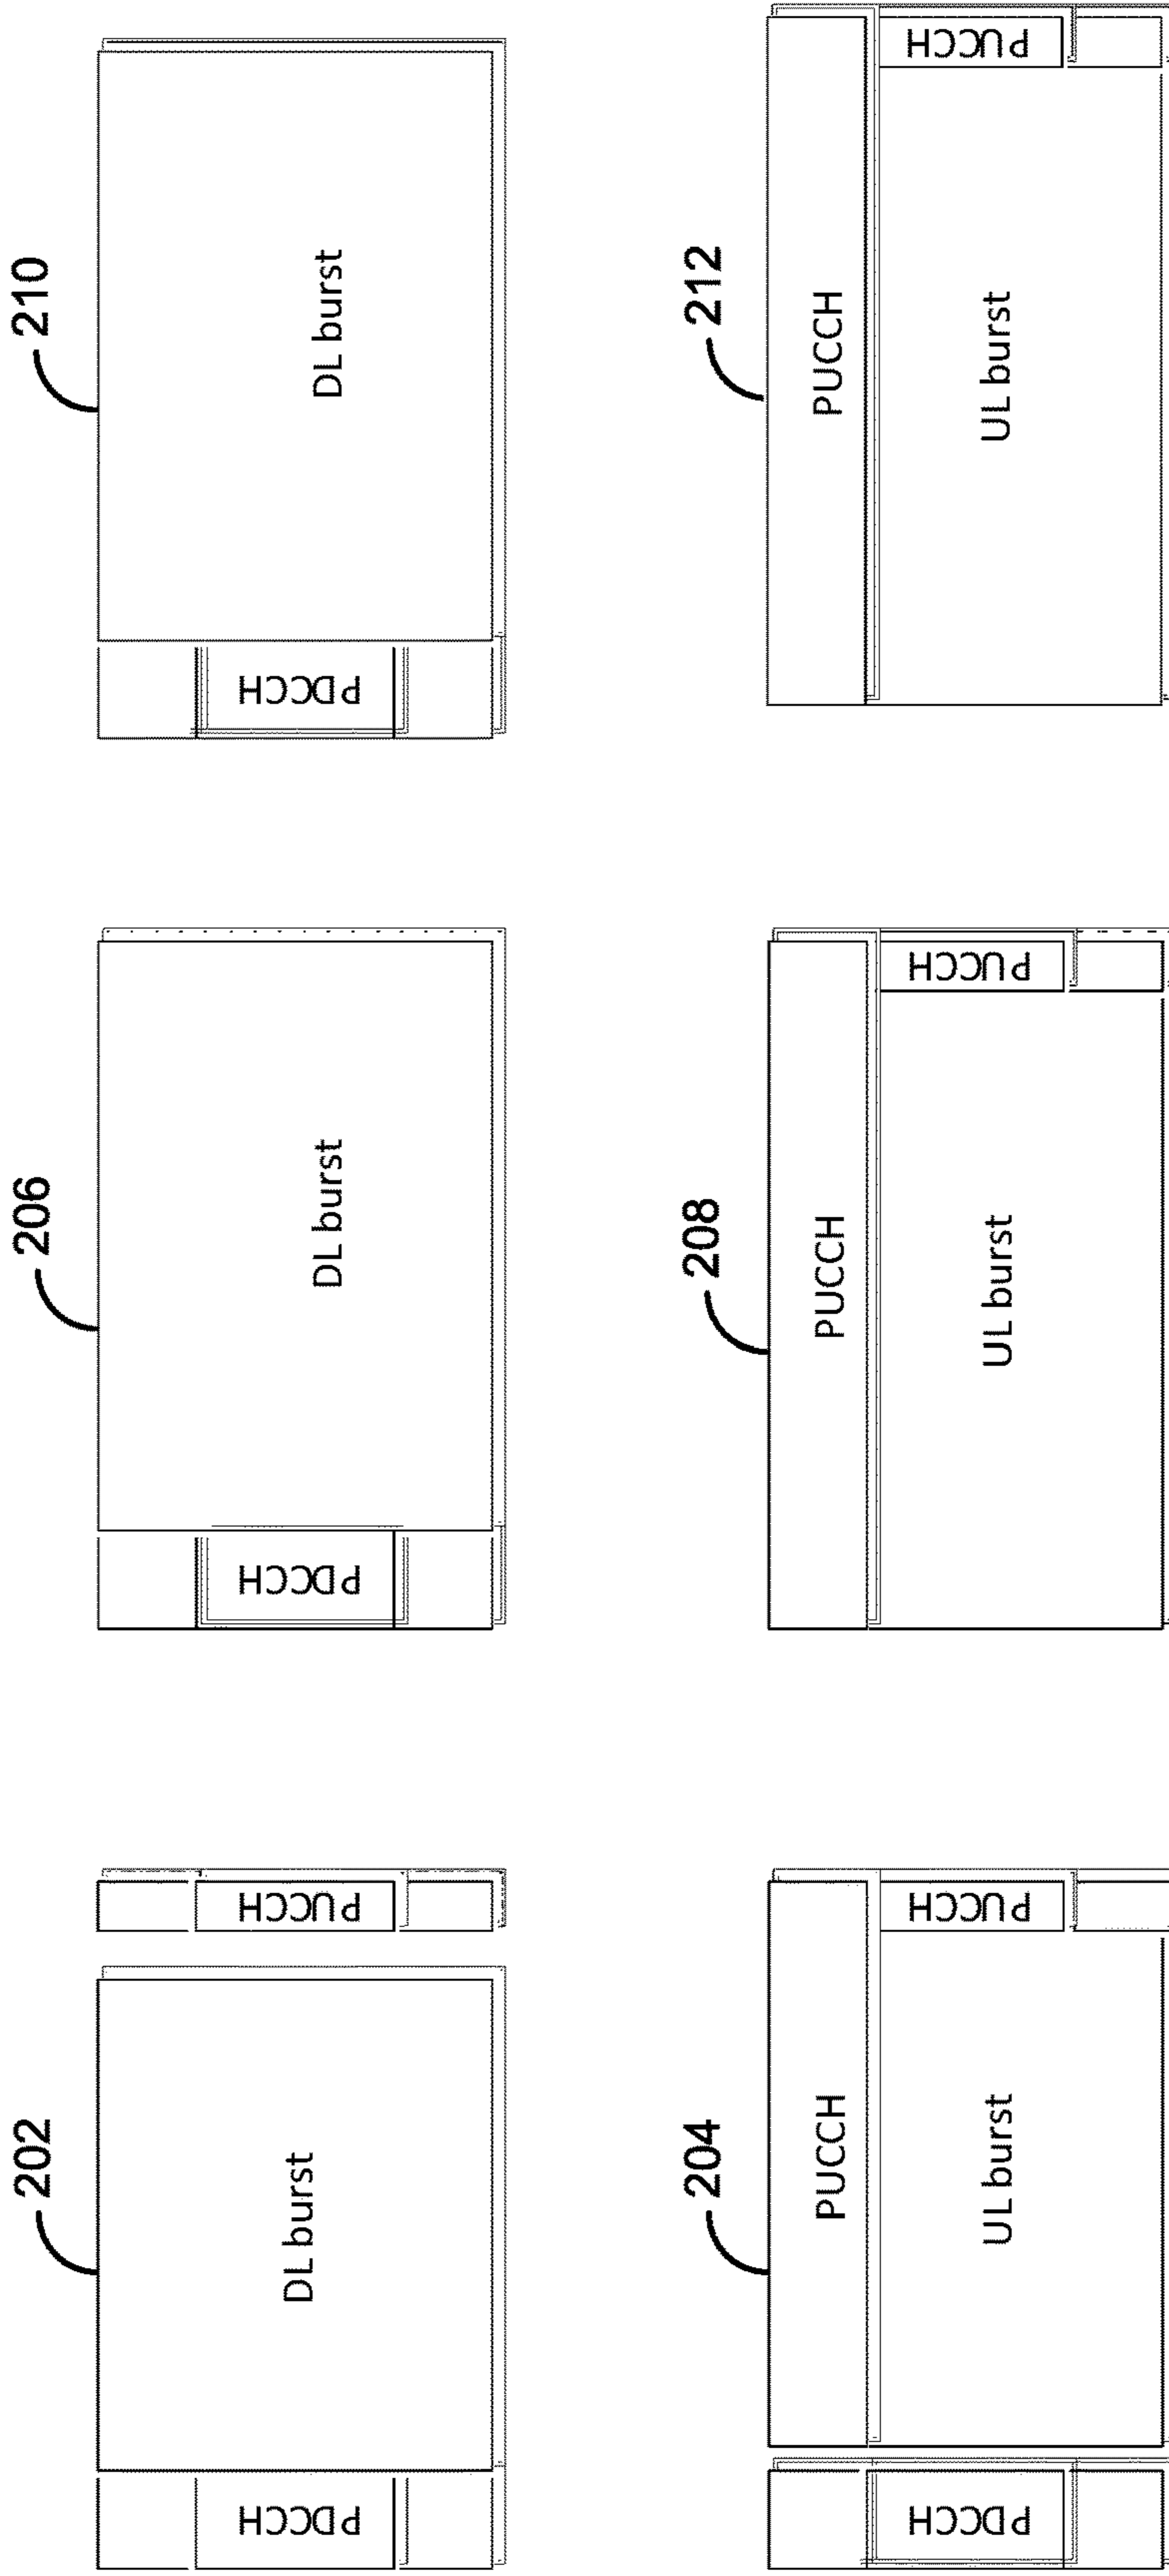 202
PDCCH
DL burst
PUCCH
206
PDCCH
DL burst
210
PDCCH
DL burst
204
PDCCH
PUCCH
UL burst
PUCCH
208
PUCCH
UL burst
PUCCH
212
PUCCH
UL burst
PUCCH